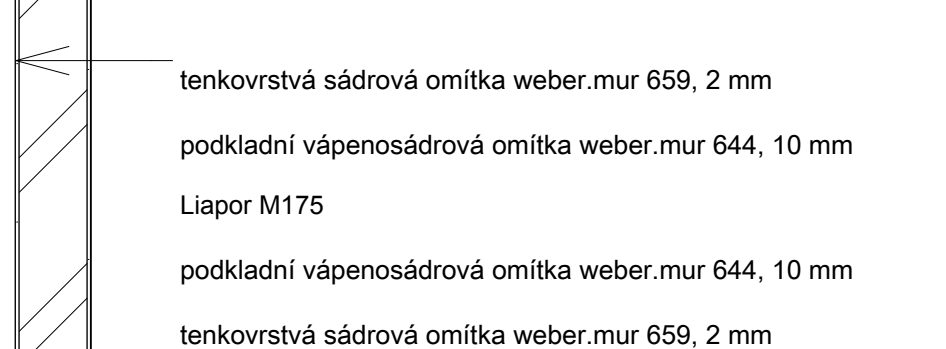 tenkovrstvá sádrová omítka weber.mur 659, 2 mm
podkladní vápenosádrová omítka weber.mur 644, 10 mm
Liapor M175
podkladní vápenosádrová omítka weber.mur 644, 10 mm
tenkovrstvá sádrová omítka weber.mur 659, 2 mm